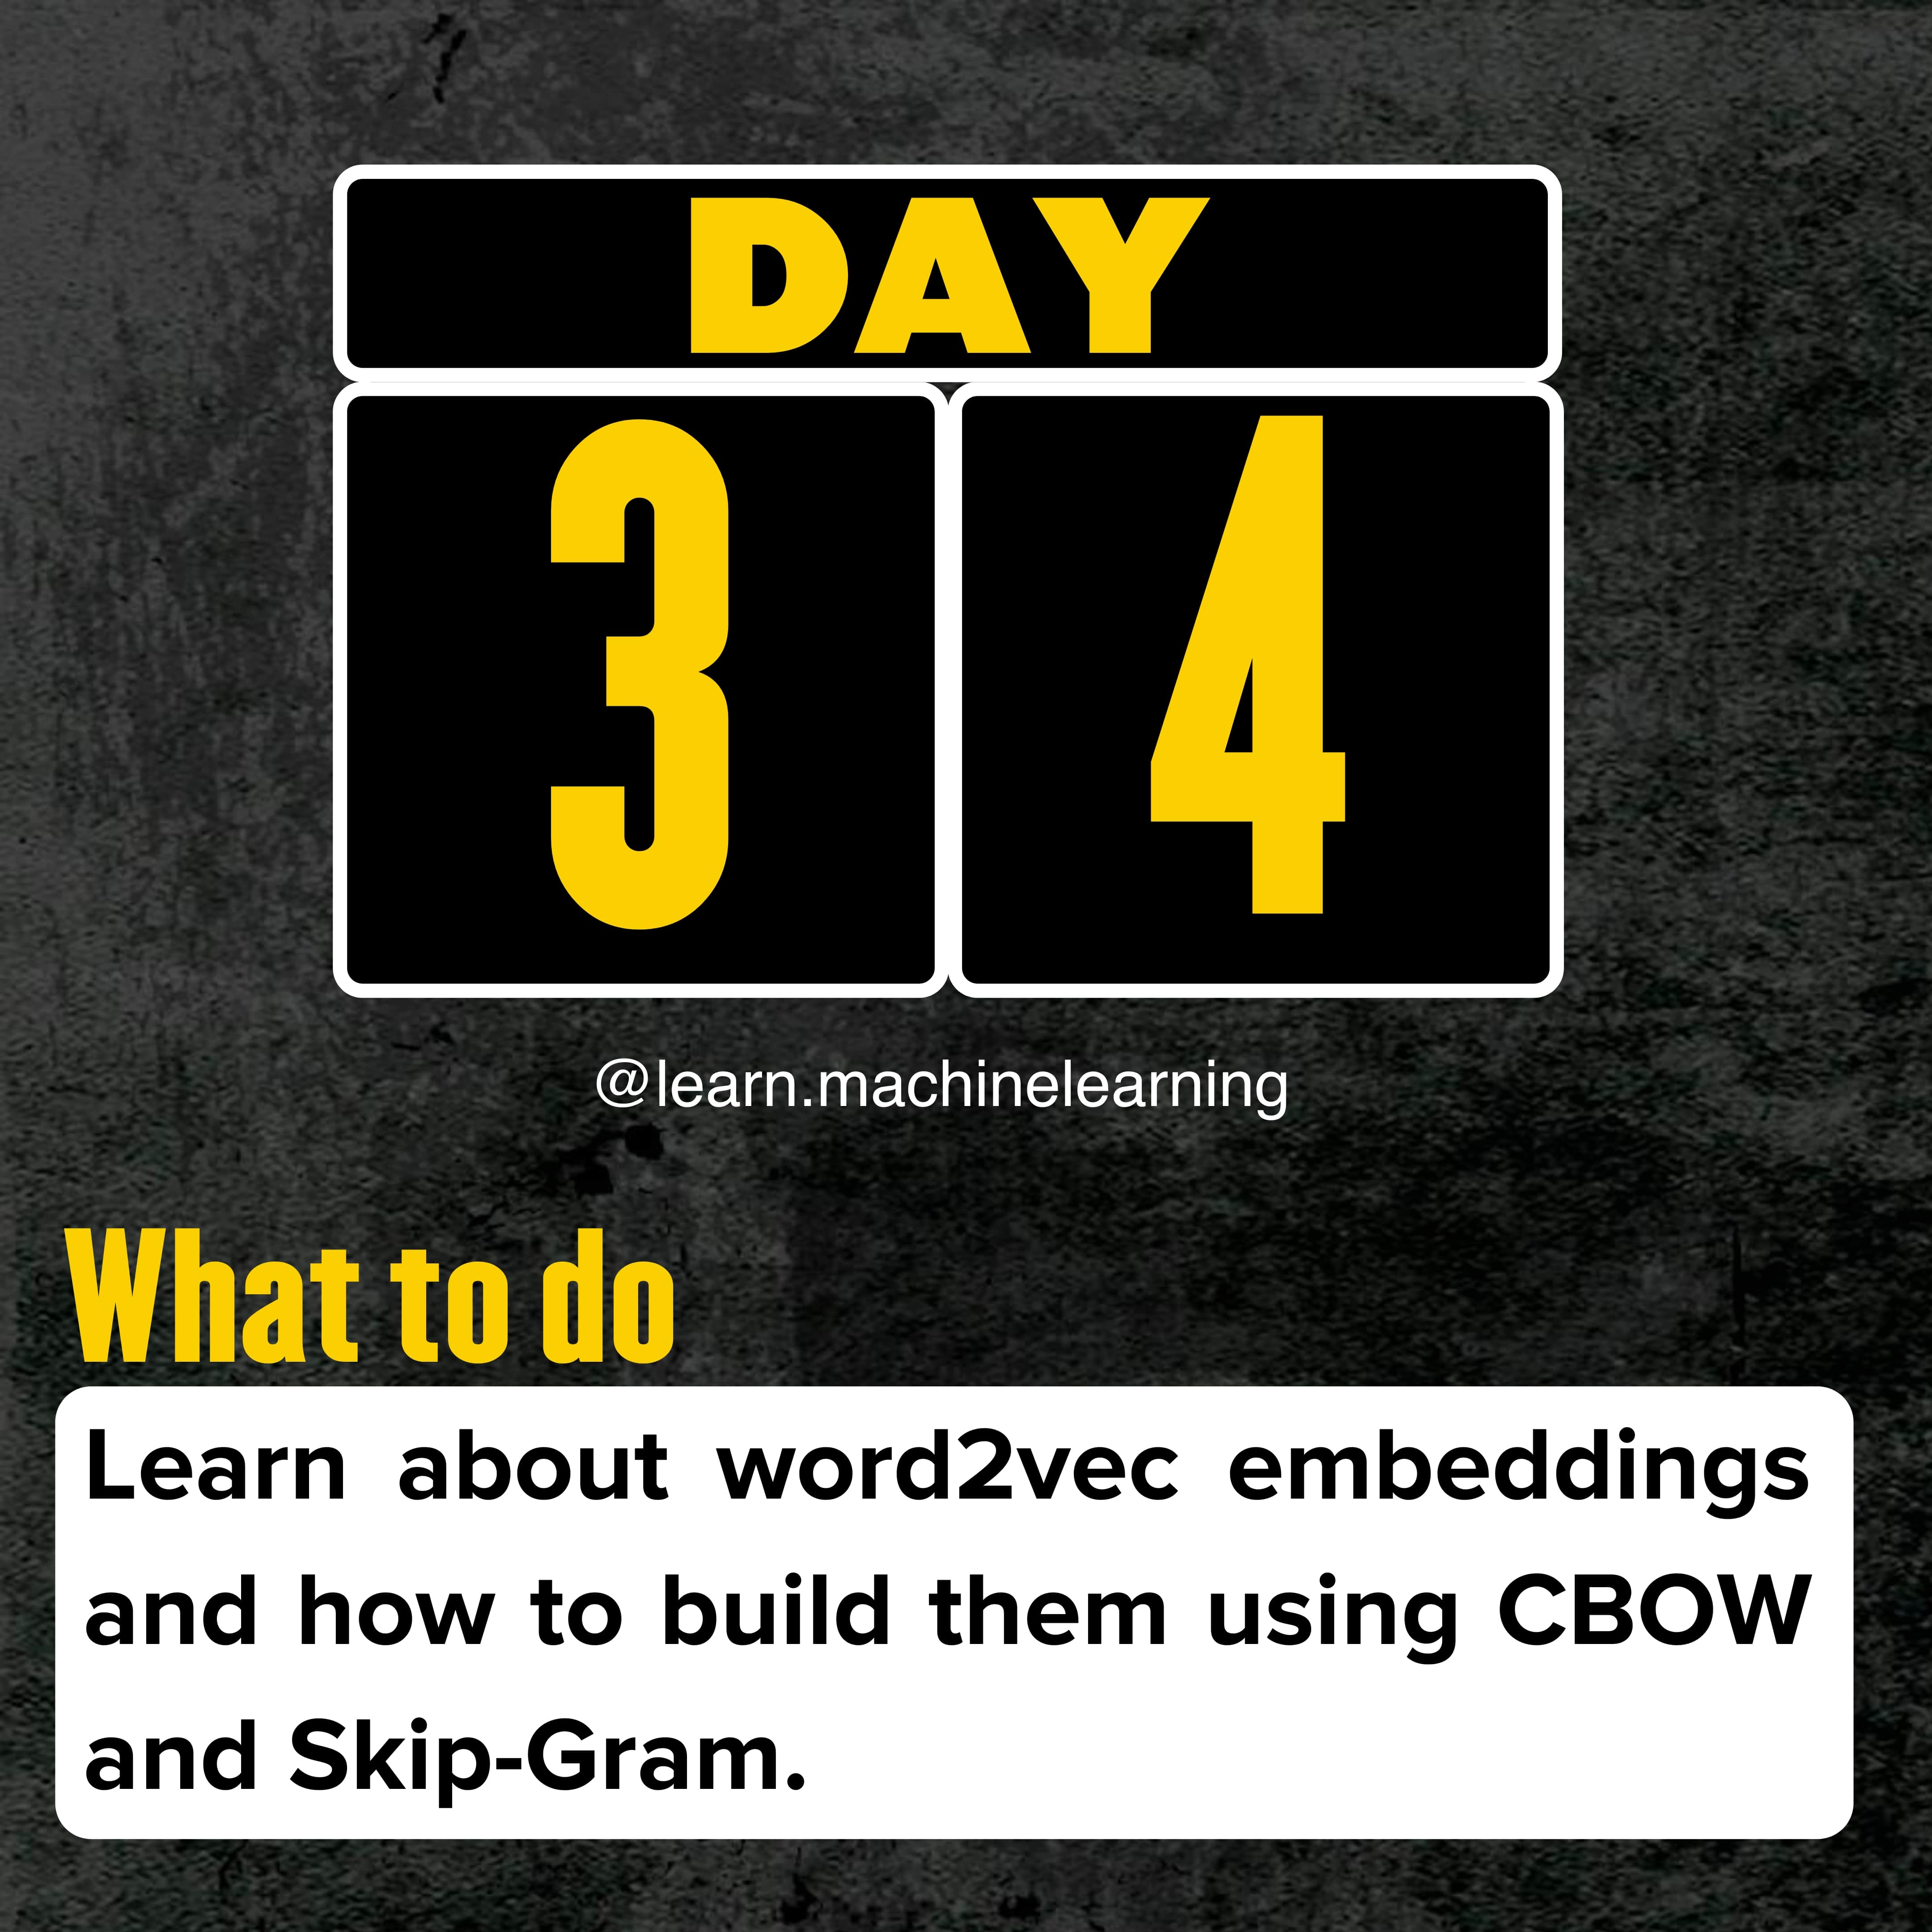 DAY
3 4
@learn.machinelearning
What to do
Learn about word2vec embeddings
and how to build them using CBOW
and Skip-Gram.